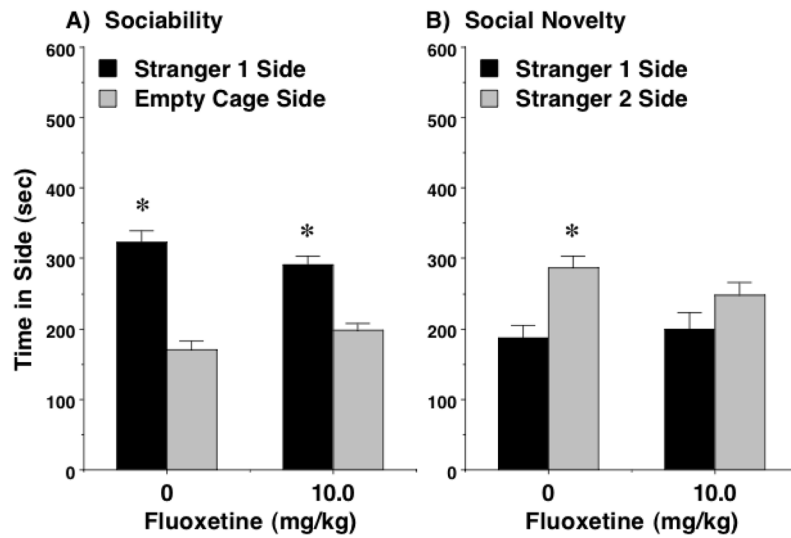 A) Sociability
600
500
400
300
200
100
0
Time in Side (sec)
Stranger 1 Side
Empty Cage Side
*
*
0
10.0
Fluoxetine (mg/kg)
B) Social Novelty
600
500
400
300
200
100
0
Stranger 1 Side
Stranger 2 Side
*
0
10.0
Fluoxetine (mg/kg)